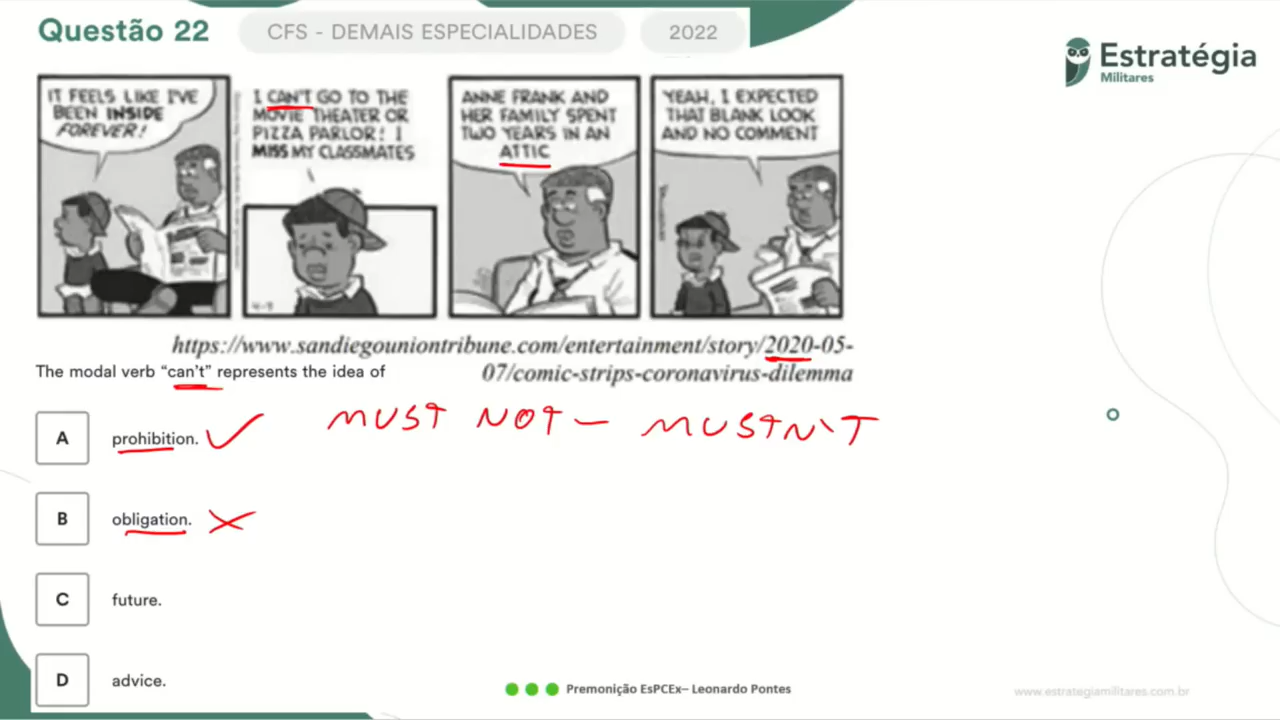 Questão 22
CFS - DEMAIS ESPECIALIDADES
2022
Estratégia
Militares
IT FEELS LIKE I'VE
BEEN INSIDE
FOREVER!
I CAN'T GO TO THE
MOVIE THEATER OR
PIZZA PARLOR! I
MISS MY CLASSMATES
ANNE FRANK AND
HER FAMILY SPENT
TWO YEARS IN AN
ATTIC
YEAH, I EXPECTED
THAT BLANK LOOK
AND NO COMMENT
https://www.sandiegouniontribune.com/entertainment/story/2020-05-
07/comic-strips-coronavirus-dilemma
The modal verb “can't” represents the idea of
MUST NOT – MUSTN'T
A prohibition.
B obligation.
C future.
D advice.
Premonição EsPCEx– Leonardo Pontes
www.estrategiamilitares.com.br